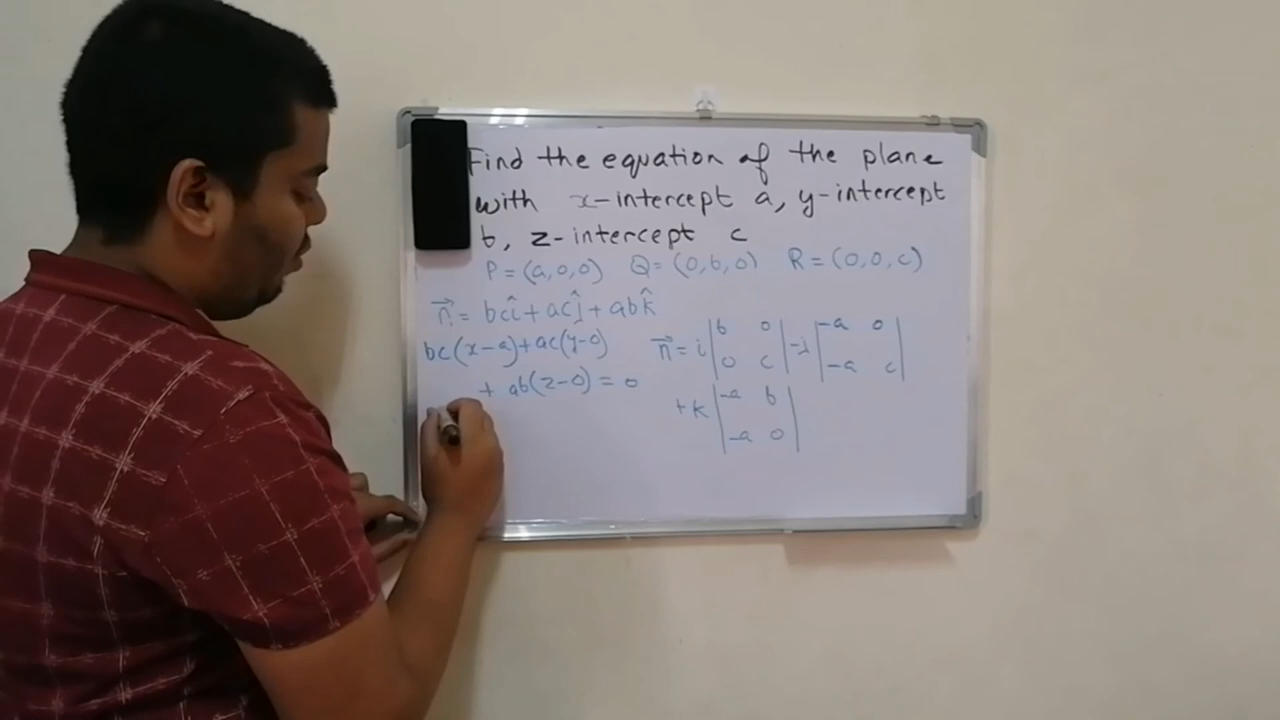 Find the equation of the plane
with x-intercept a, y-intercept
b, z-intercept c
P = (a,0,0) Q = (0,b,0) R = (0,0,c)
n⃗ = bcî + acĵ + abk̂
bc(x-a) + ac(y-0)
+ ab(z-0) = 0
n⃗ = i |b 0| -j |-a 0|
|0 c| |-a c|
+k |-a b|
|-a 0|